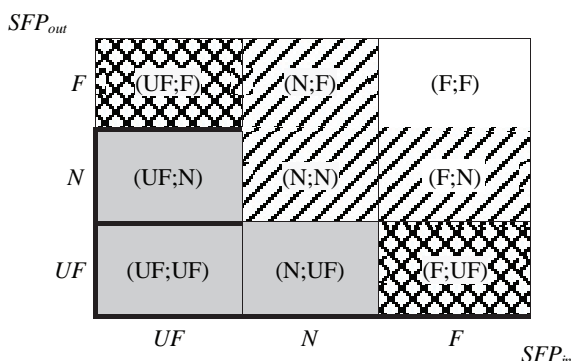 SFPout
F (UF;F) (N;F) (F;F)
N (UF;N) (N;N) (F;N)
UF (UF;UF) (N;UF) (F;UF)
UF N F
SFPin